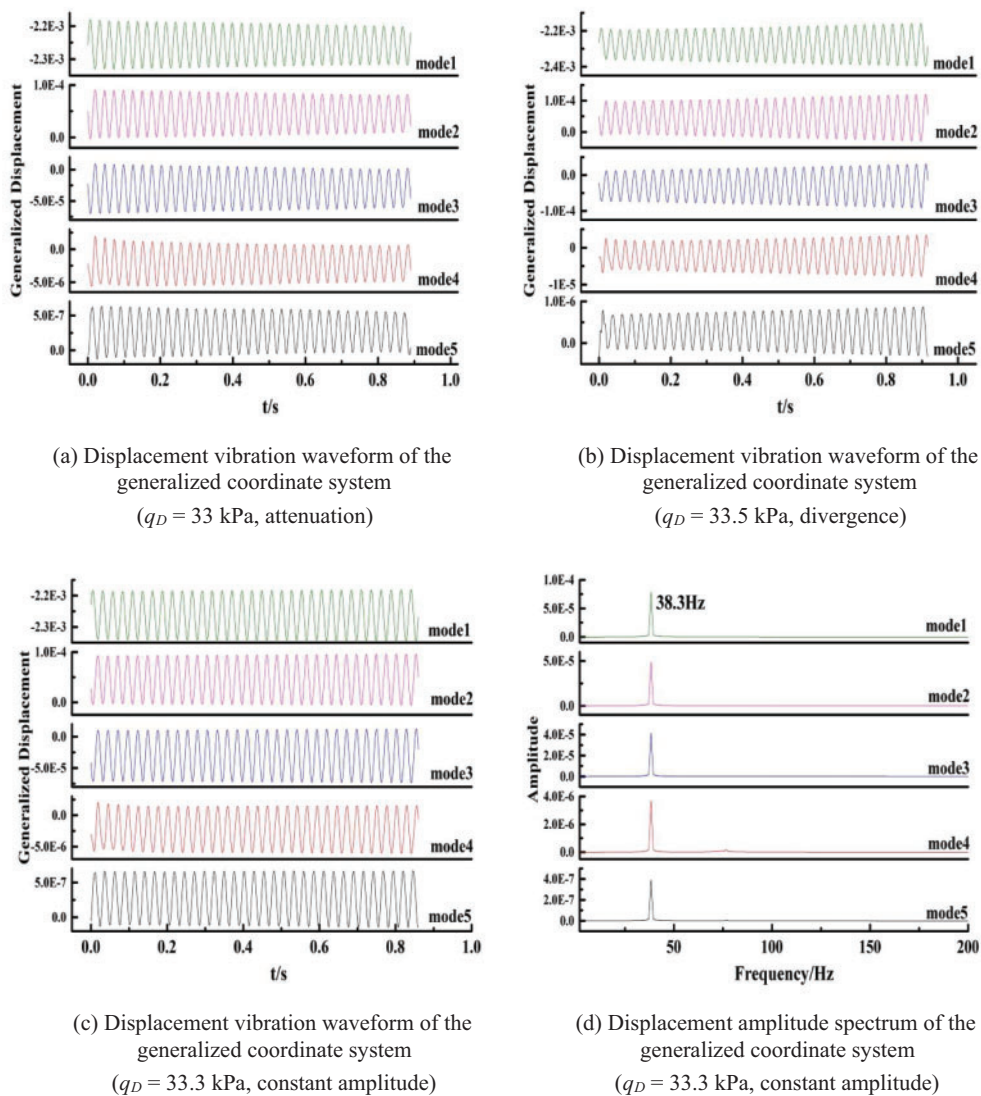 -2.2E-3
-2.3E-3
mode1
1.0E-4
0.0
mode2
0.0
-5.0E-5
mode3
0.0
-5.0E-6
mode4
5.0E-7
0.0
mode5
Generalized Displacement
0.0 0.2 0.4 0.6 0.8 1.0
t/s
(a) Displacement vibration waveform of the
generalized coordinate system
(qD = 33 kPa, attenuation)
-2.2E-3
-2.4E-3
mode1
1.0E-4
0.0
mode2
0.0
-1.0E-4
mode3
0
-1E-5
mode4
1.0E-6
0.0
mode5
Generalized Displacement
0.0 0.2 0.4 0.6 0.8 1.0
t/s
(b) Displacement vibration waveform of the
generalized coordinate system
(qD = 33.5 kPa, divergence)
-2.2E-3
-2.3E-3
mode1
1.0E-4
0.0
mode2
0.0
-5.0E-5
mode3
0.0
-5.0E-6
mode4
5.0E-7
0.0
mode5
Generalized Displacement
0.0 0.2 0.4 0.6 0.8 1.0
t/s
(c) Displacement vibration waveform of the
generalized coordinate system
(qD = 33.3 kPa, constant amplitude)
1.0E-4
5.0E-5
0.0
38.3Hz
mode1
5.0E-5
0.0
mode2
4.0E-5
2.0E-5
0.0
mode3
4.0E-6
2.0E-6
0.0
mode4
4.0E-7
2.0E-7
0.0
mode5
Amplitude
50 100 150 200
Frequency/Hz
(d) Displacement amplitude spectrum of the
generalized coordinate system
(qD = 33.3 kPa, constant amplitude)